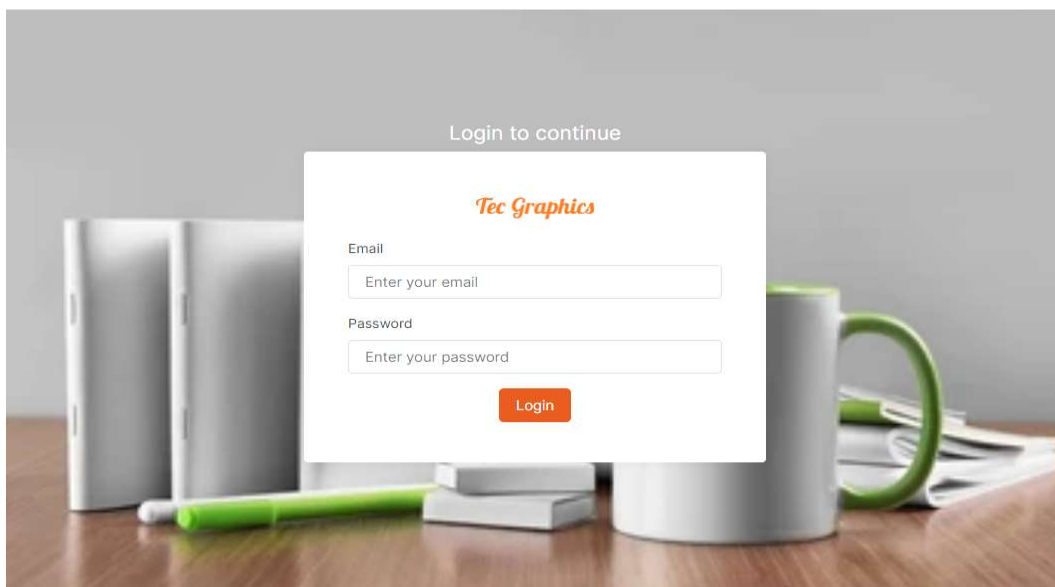 Login to continue
Tec Graphics
Email
Enter your email
Password
Enter your password
Login